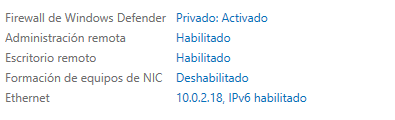 Firewall de Windows Defender Privado: Activado
Administración remota Habilitado
Escritorio remoto Habilitado
Formación de equipos de NIC Deshabilitado
Ethernet 10.0.2.18, IPv6 habilitado